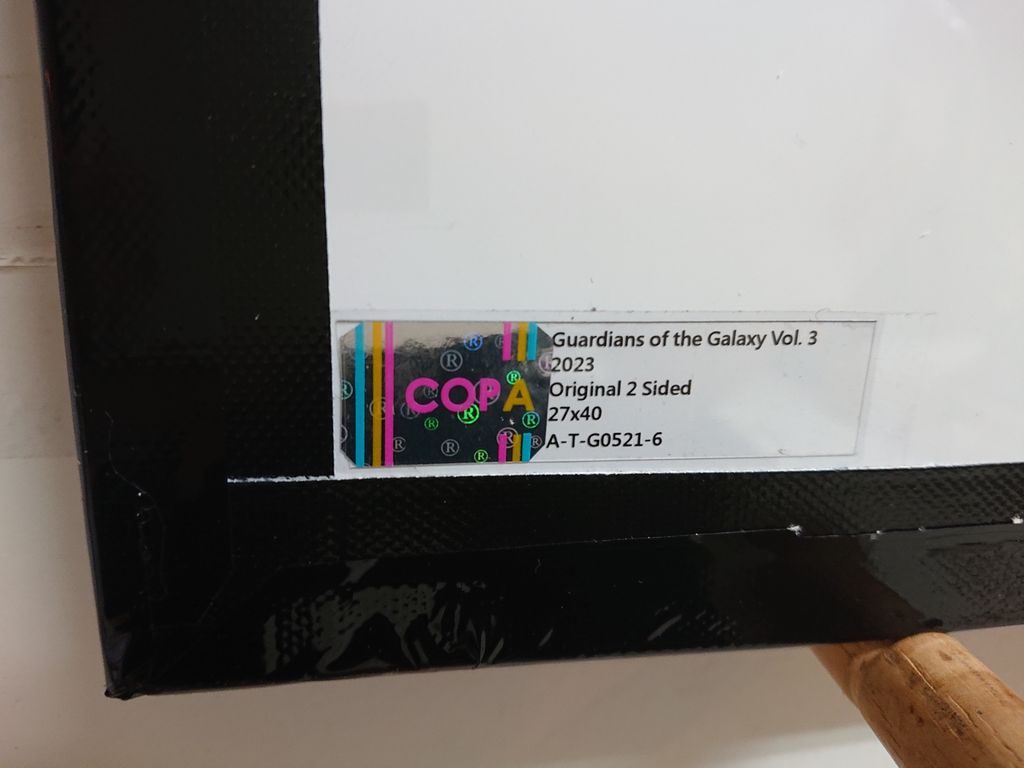 COPA
Guardians of the Galaxy Vol. 3
2023
Original 2 Sided
27x40
A-T-G0521-6